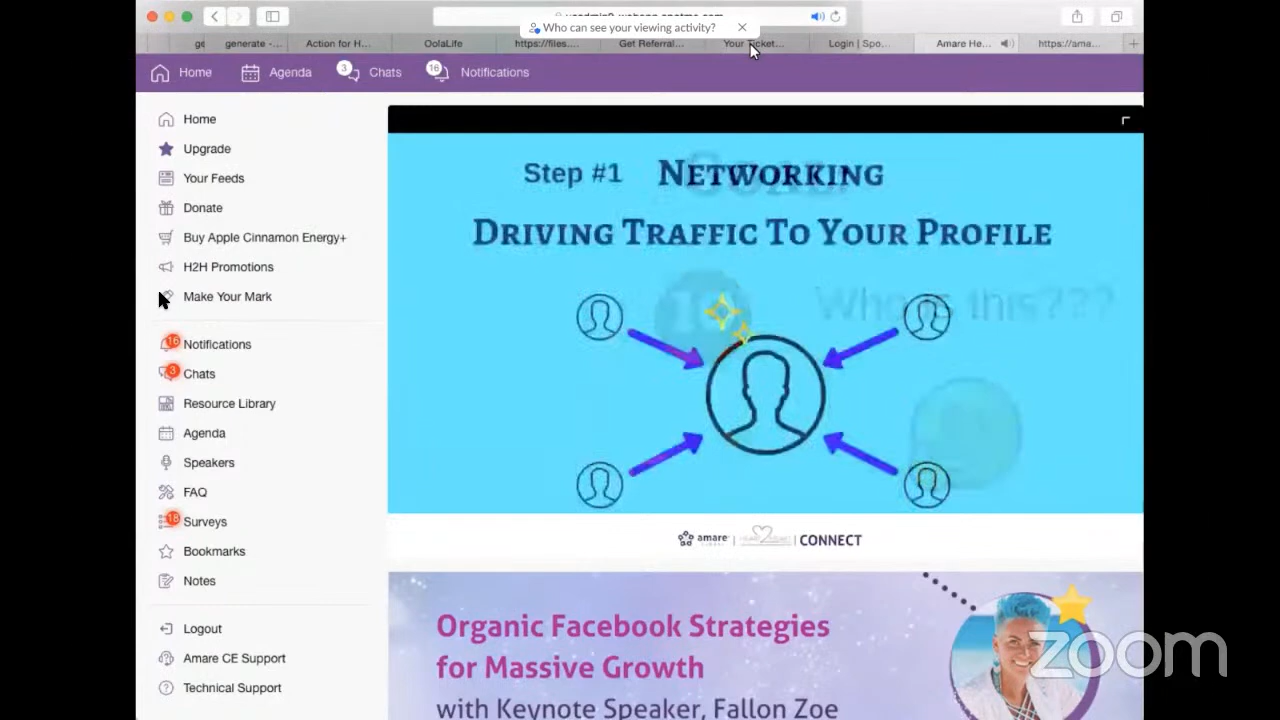 Who can see your viewing activity?
generate -...
Action for H...
OolaLife
https://files....
Get Referral...
Your Ticket...
Login | Spo...
Amare He...
https://ama...
Home
Agenda
3
Chats
16
Notifications
Home
Upgrade
Your Feeds
Donate
Buy Apple Cinnamon Energy+
H2H Promotions
Make Your Mark
16
Notifications
3
Chats
Resource Library
Agenda
Speakers
FAQ
18
Surveys
Bookmarks
Notes
Logout
Amare CE Support
Technical Support
Step #1 Networking
Driving Traffic To Your Profile
Who is this???
amare | | CONNECT
Organic Facebook Strategies
for Massive Growth
with Keynote Speaker, Fallon Zoe
zoom